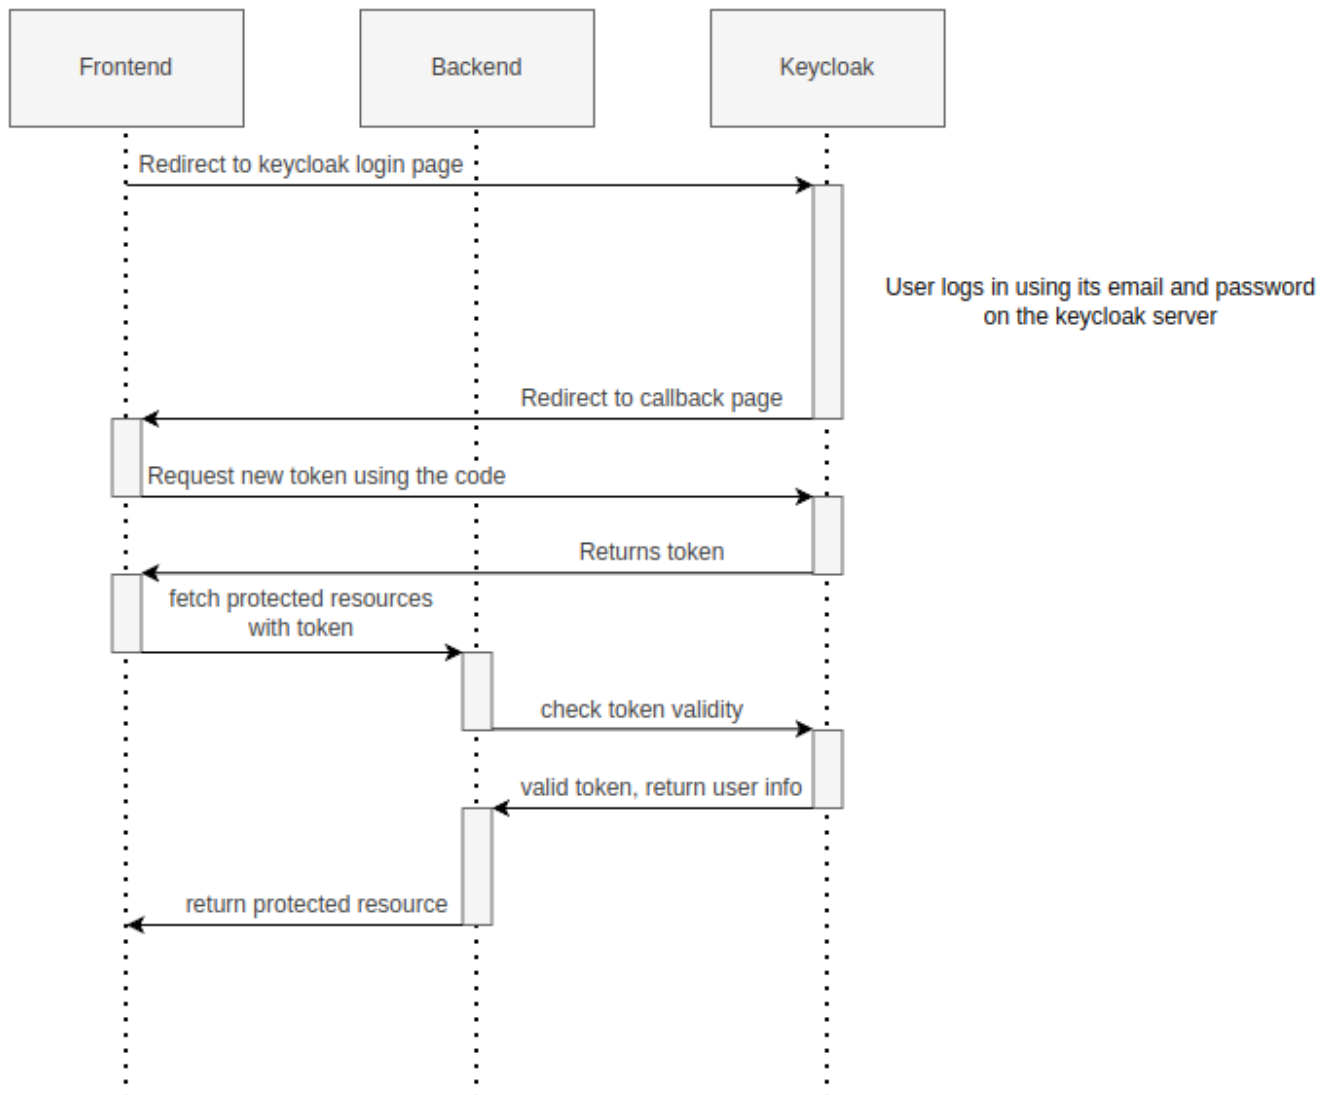 Frontend
Backend
Keycloak
Redirect to keycloak login page
User logs in using its email and password
on the keycloak server
Redirect to callback page
Request new token using the code
Returns token
fetch protected resources
with token
check token validity
valid token, return user info
return protected resource